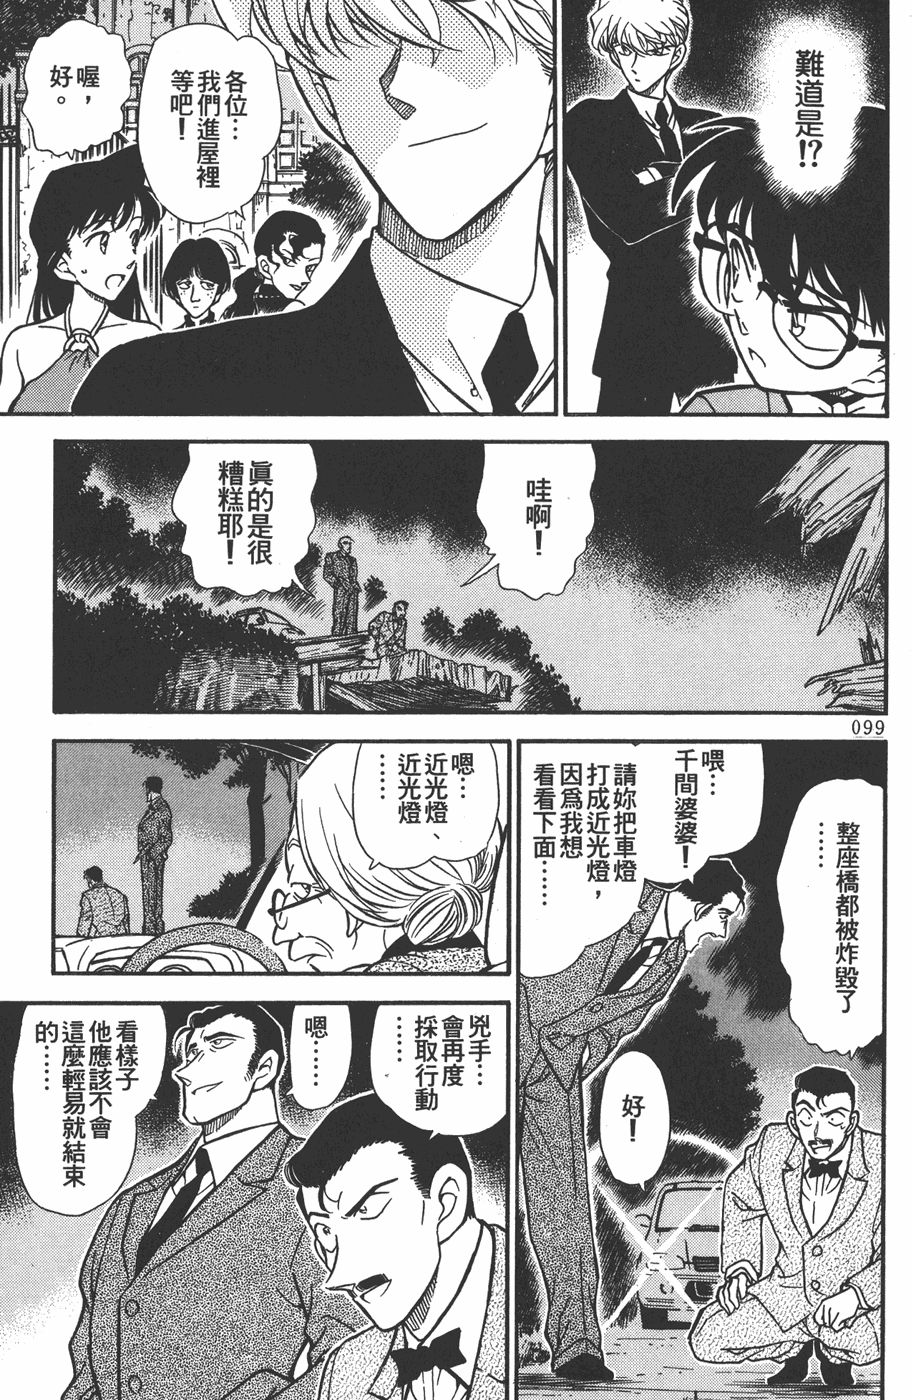 難道是!?
各位…
我們進屋裡
等吧！
喔，
好。
哇啊！
真的是很
糟糕耶！
099
整座橋都被炸毀了
……
喂…
千間婆婆！
請妳把車燈
打成近光燈，
因為我想
看看下面……
好！
嗯…
近光燈、
近光燈
……
兇手…
會再度
採取行動
……
嗯……
看樣子
他應該不會
這麼輕易就結束
的……